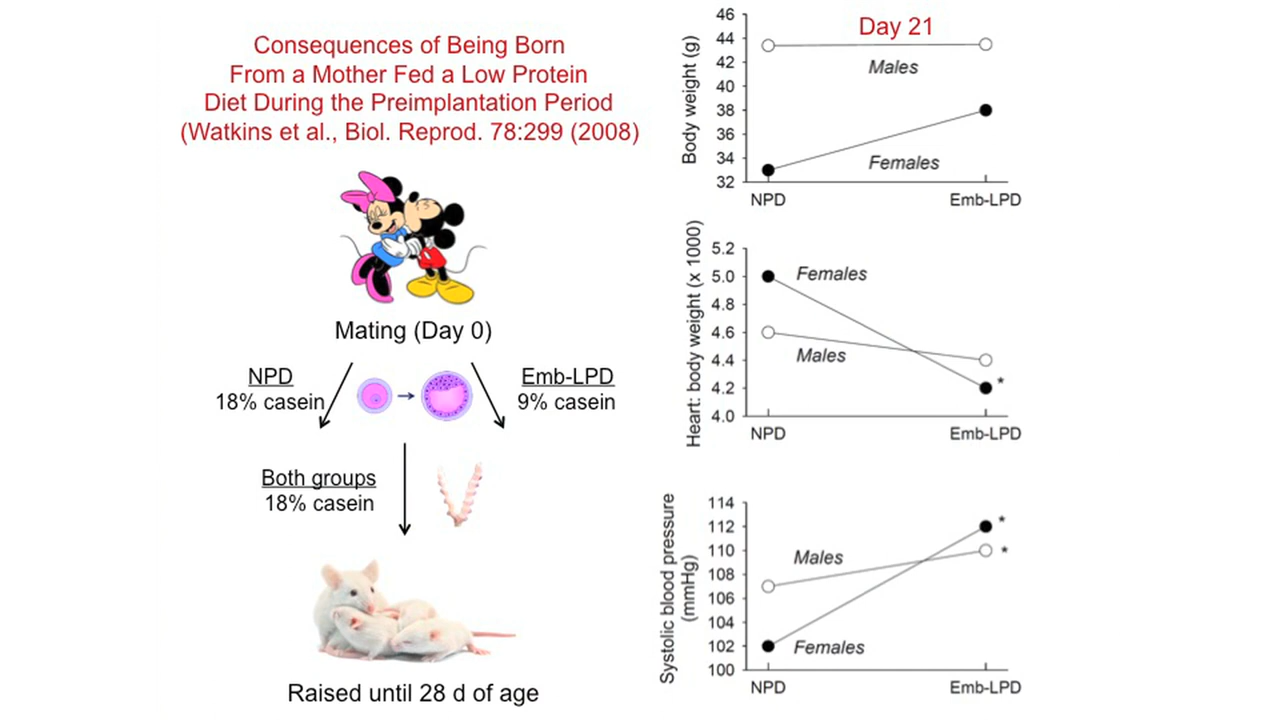 Consequences of Being Born
From a Mother Fed a Low Protein
Diet During the Preimplantation Period
(Watkins et al., Biol. Reprod. 78:299 (2008)
Mating (Day 0)
NPD
18% casein
Emb-LPD
9% casein
Both groups
18% casein
Raised until 28 d of age
Day 21
Body weight (g)
46
44
42
40
38
36
34
32
Males
Females
NPD
Emb-LPD
Heart: body weight (x 1000)
5.2
5.0
4.8
4.6
4.4
4.2
4.0
Females
Males
*
NPD
Emb-LPD
Systolic blood pressure
(mmHg)
114
112
110
108
106
104
102
100
Males
Females
*
*
NPD
Emb-LPD